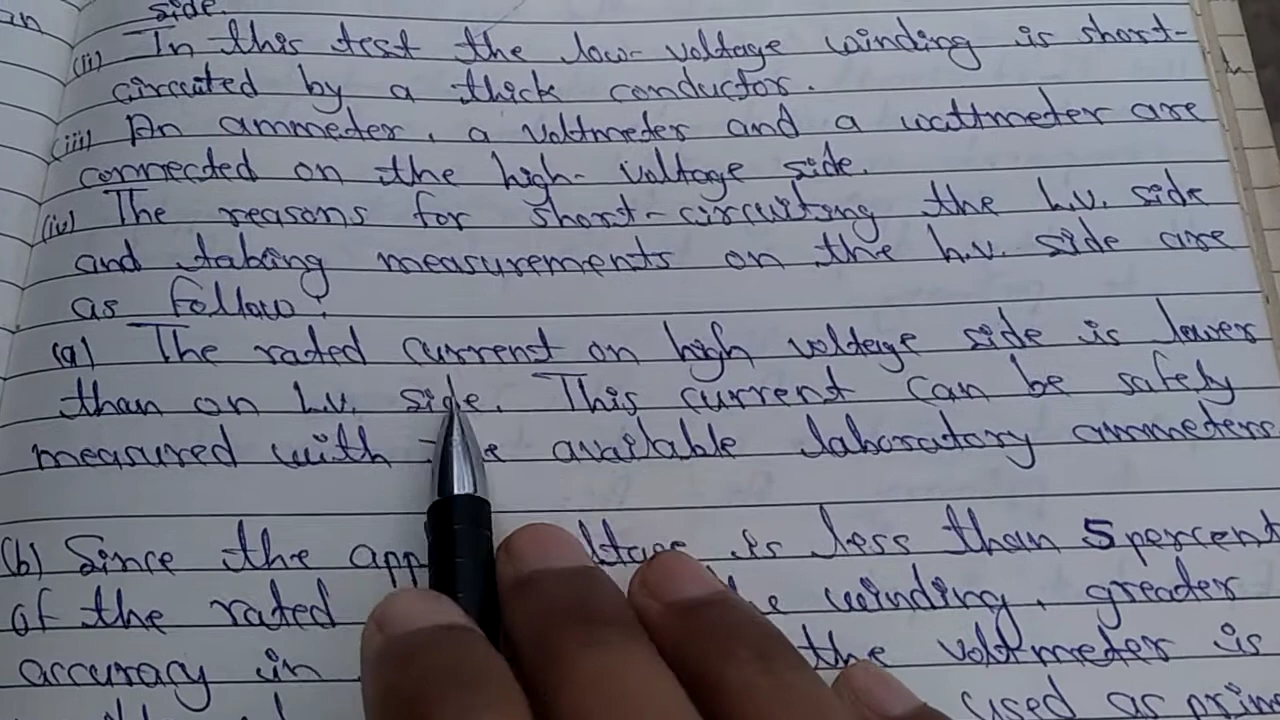 side.
(ii) In this test the low-voltage winding is short-
circuited by a thick conductor.
(iii) An ammeter, a voltmeter and a wattmeter are
connected on the high-voltage side.
(iv) The reasons for short-circuiting the l.v. side
and taking measurements on the h.v. side are
as follow:
(a) The rated current on high voltage side is lower
than on L.V. side. This current can be safely
measured with available laboratory ammeters
(b) Since the is less than 5 percent
of the rated winding, greater
accuracy in the voltmeter is
used as